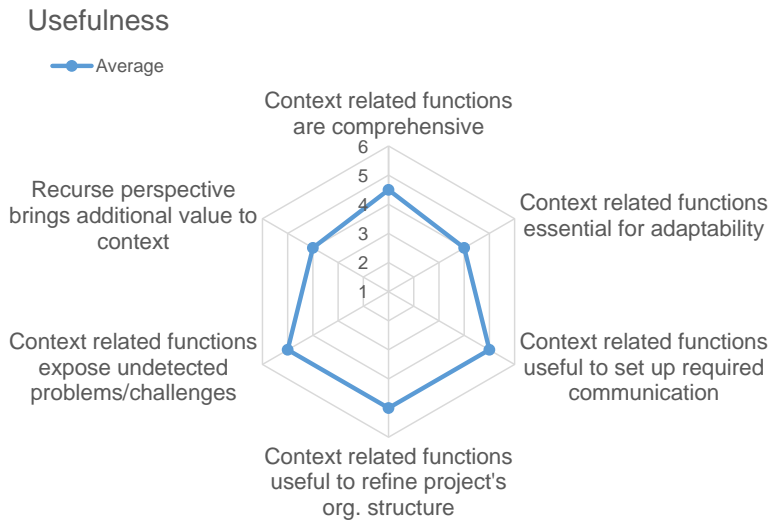 Usefulness
Average
Context related functions
are comprehensive
6
5
4
3
2
1
Recurse perspective
brings additional value to
context
Context related functions
essential for adaptability
Context related functions
expose undetected
problems/challenges
Context related functions
useful to set up required
communication
Context related functions
useful to refine project's
org. structure